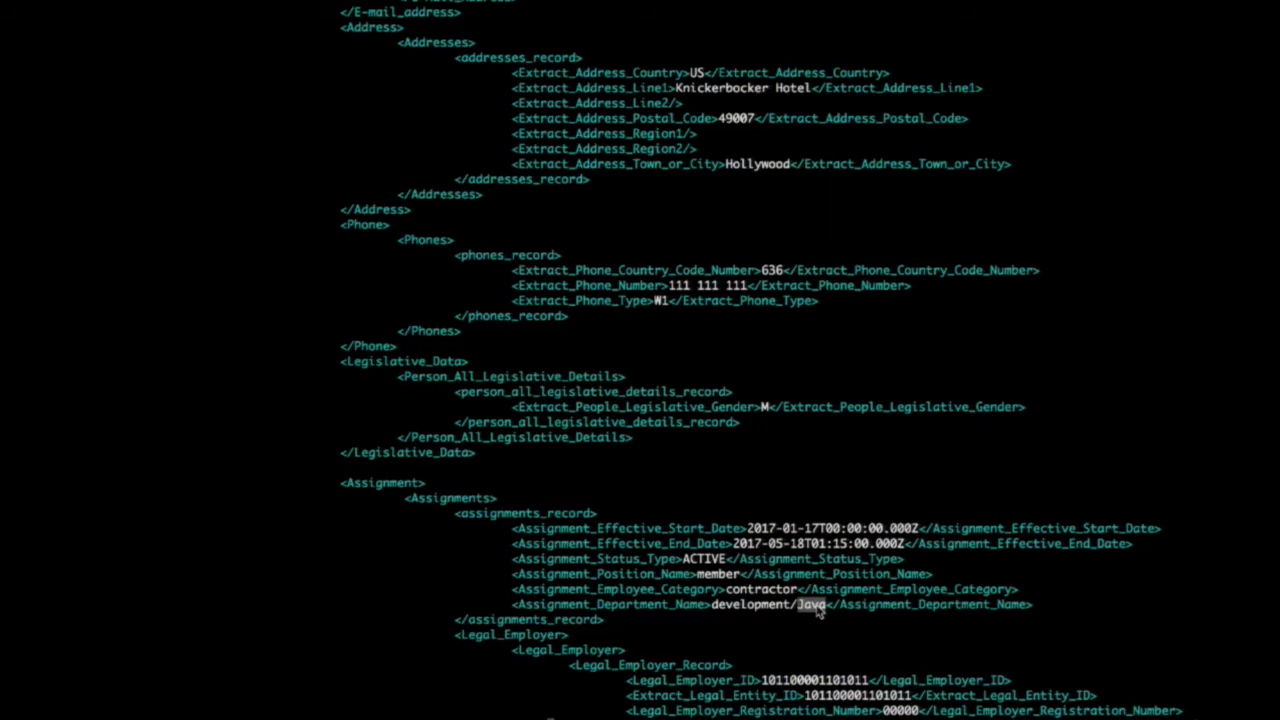 </E-mail_address>
<Address>
<Addresses>
<addresses_record>
<Extract_Address_Country>US</Extract_Address_Country>
<Extract_Address_Line1>Knickerbocker Hotel</Extract_Address_Line1>
<Extract_Address_Line2/>
<Extract_Address_Postal_Code>49007</Extract_Address_Postal_Code>
<Extract_Address_Region1/>
<Extract_Address_Region2/>
<Extract_Address_Town_or_City>Hollywood</Extract_Address_Town_or_City>
</addresses_record>
</Addresses>
</Address>
<Phone>
<Phones>
<phones_record>
<Extract_Phone_Country_Code_Number>636</Extract_Phone_Country_Code_Number>
<Extract_Phone_Number>111 111 111</Extract_Phone_Number>
<Extract_Phone_Type>W1</Extract_Phone_Type>
</phones_record>
</Phones>
</Phone>
<Legislative_Data>
<Person_All_Legislative_Details>
<person_all_legislative_details_record>
<Extract_People_Legislative_Gender>M</Extract_People_Legislative_Gender>
</person_all_legislative_details_record>
</Person_All_Legislative_Details>
</Legislative_Data>
<Assignment>
<Assignments>
<assignments_record>
<Assignment_Effective_Start_Date>2017-01-17T00:00:00.000Z</Assignment_Effective_Start_Date>
<Assignment_Effective_End_Date>2017-05-18T01:15:00.000Z</Assignment_Effective_End_Date>
<Assignment_Status_Type>ACTIVE</Assignment_Status_Type>
<Assignment_Position_Name>member</Assignment_Position_Name>
<Assignment_Employee_Category>contractor</Assignment_Employee_Category>
<Assignment_Department_Name>development/Java</Assignment_Department_Name>
</assignments_record>
<Legal_Employer>
<Legal_Employer>
<Legal_Employer_Record>
<Legal_Employer_ID>101100001101011</Legal_Employer_ID>
<Extract_Legal_Entity_ID>101100001101011</Extract_Legal_Entity_ID>
<Legal_Employer_Registration_Number>00000</Legal_Employer_Registration_Number>